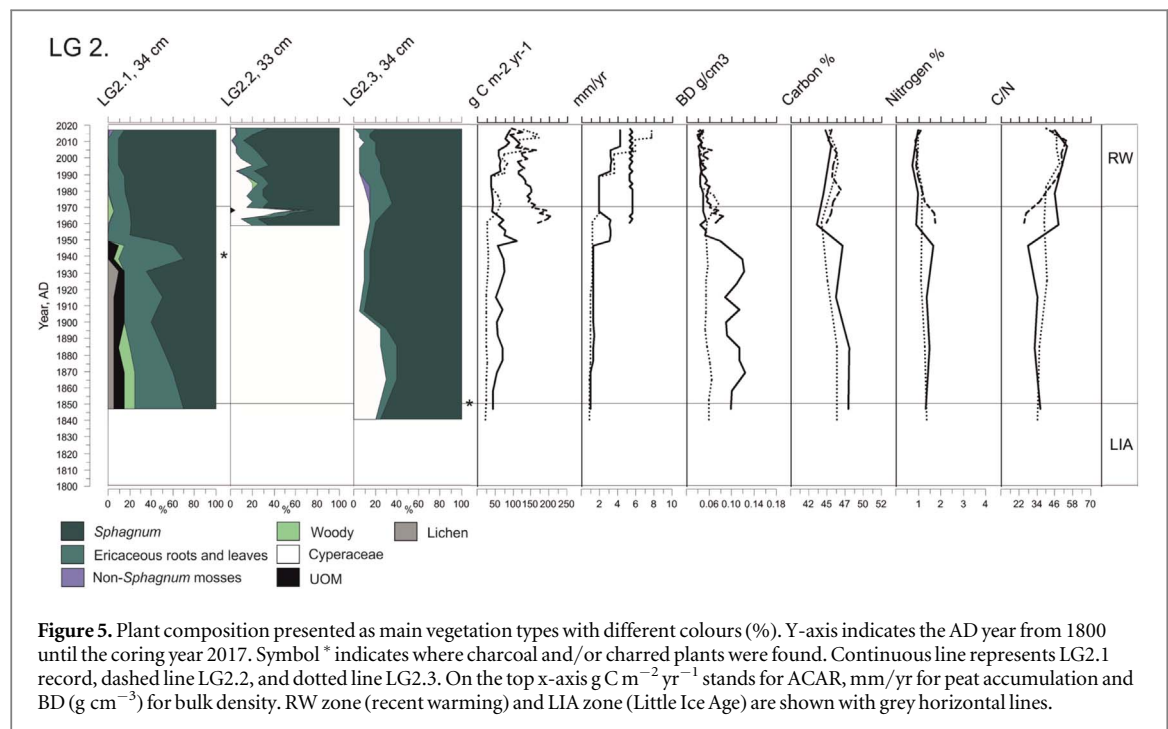 LG 2.
LG2.1, 34 cm
LG2.2, 33 cm
LG2.3, 34 cm
g C m-2 yr-1
mm/yr
BD g/cm3
Carbon %
Nitrogen %
C/N
Year, AD
2020
2010
2000
1990
1980
1970
1960
1950
1940
1930
1920
1910
1900
1890
1880
1870
1860
1850
1840
1830
1820
1810
1800
*
*
RW
LIA
0 20 40 60 80 100
%
0 20 40 60 80 100
%
0 20 40 60 80 100
%
50 100 150 200 250
2 4 6 8 10
0.06 0.10 0.14 0.18
42 45 47 50 52
1 2 3 4
22 34 46 58 70
Sphagnum
Ericaceous roots and leaves
Non-Sphagnum mosses
Woody
Cyperaceae
UOM
Lichen
Figure 5. Plant composition presented as main vegetation types with different colours (%). Y-axis indicates the AD year from 1800
until the coring year 2017. Symbol * indicates where charcoal and/or charred plants were found. Continuous line represents LG2.1
record, dashed line LG2.2, and dotted line LG2.3. On the top x-axis g C m⁻² yr⁻¹ stands for ACAR, mm/yr for peat accumulation and
BD (g cm⁻³) for bulk density. RW zone (recent warming) and LIA zone (Little Ice Age) are shown with grey horizontal lines.